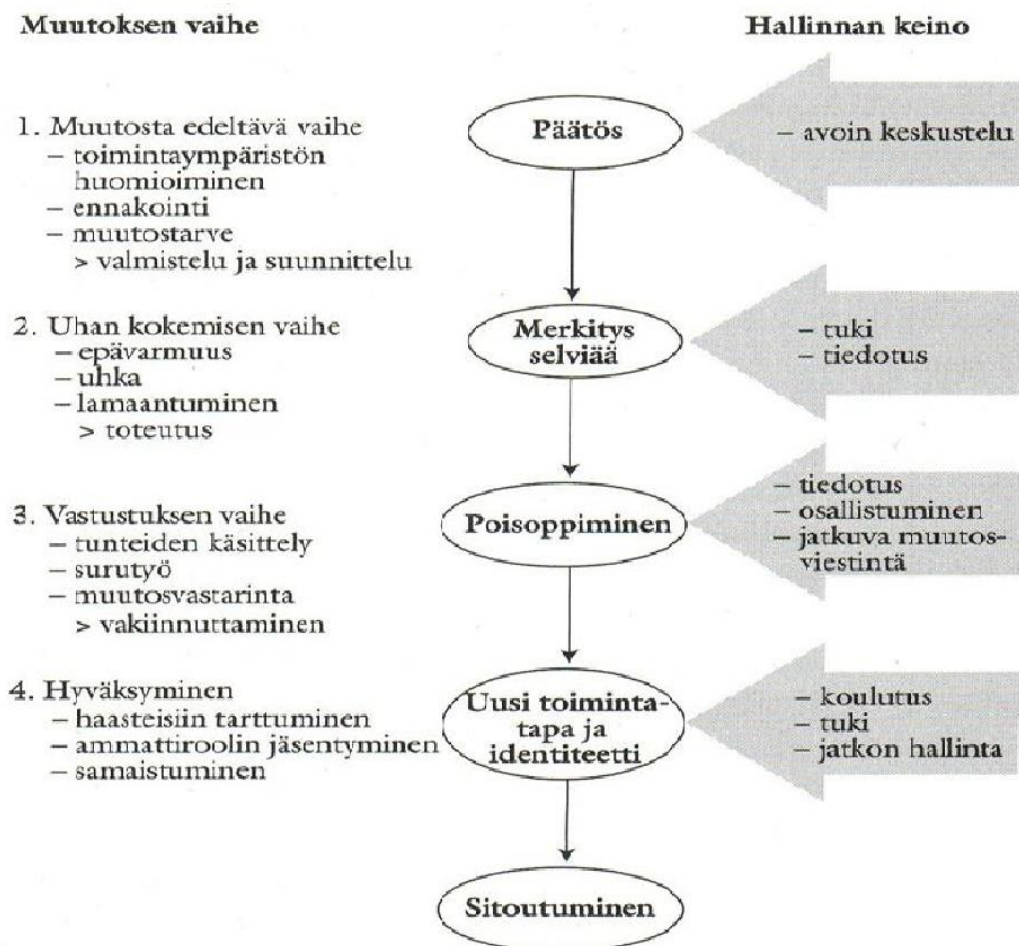 Muutoksen vaihe
Hallinnan keino
1. Muutosta edeltävä vaihe
– toimintaympäristön
huomioiminen
– ennakointi
– muutostarve
> valmistelu ja suunnittelu
Päätös
– avoin keskustelu
2. Uhan kokemisen vaihe
– epävarmuus
– uhka
– lamaantuminen
> toteutus
Merkitys
selviää
– tuki
– tiedotus
3. Vastustuksen vaihe
– tunteiden käsittely
– surutyö
– muutosvastarinta
> vakiinnuttaminen
Poisoppiminen
– tiedotus
– osallistuminen
– jatkuva muutos-
viestintä
4. Hyväksyminen
– haasteisiin tarttuminen
– ammattiroolin jäsentyminen
– samaistuminen
Uusi toiminta-
tapa ja
identiteetti
– koulutus
– tuki
– jatkon hallinta
Sitoutuminen